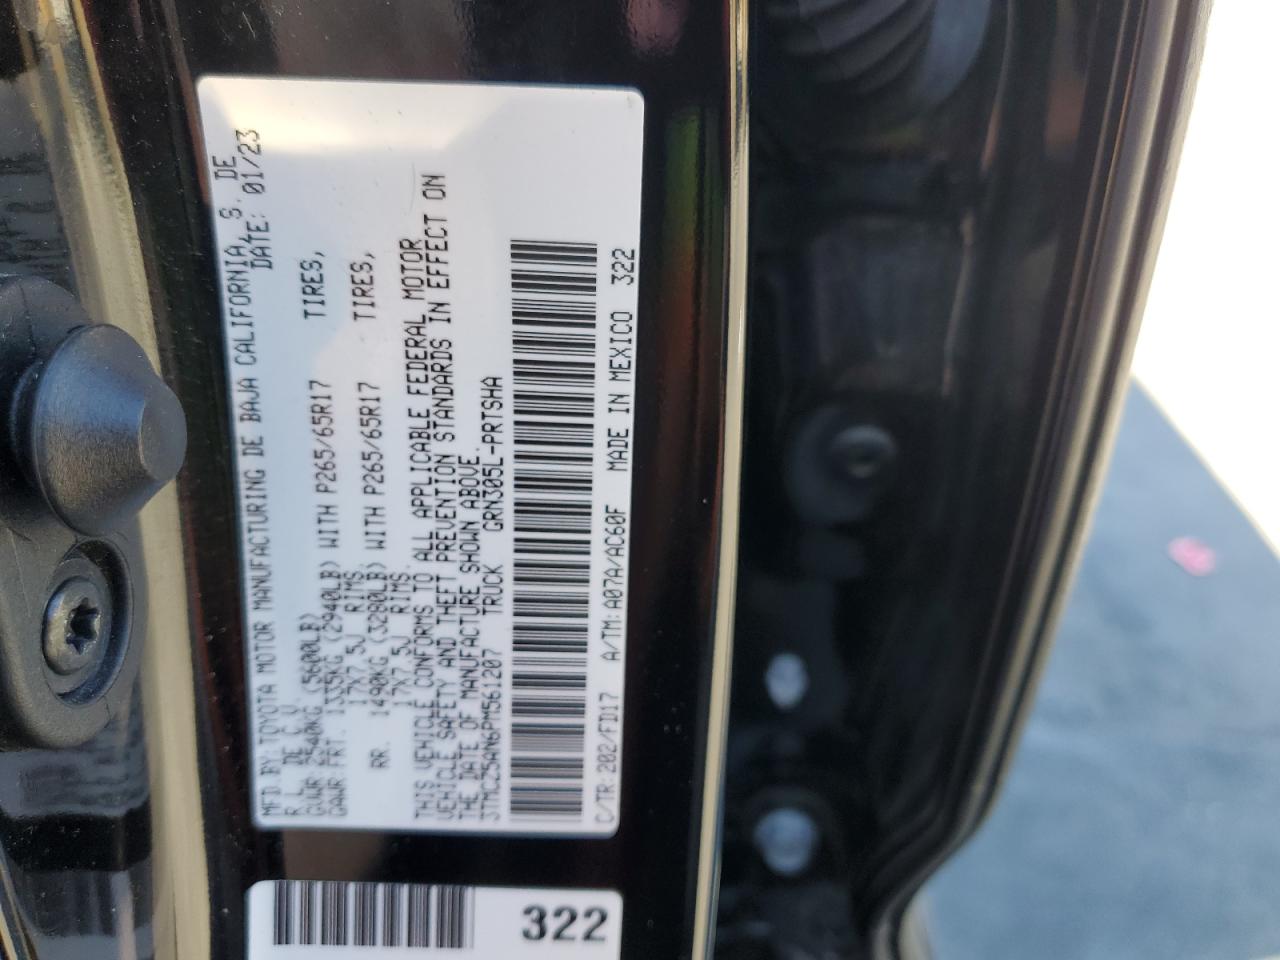 MFD.BY:TOYOTA MOTOR MANUFACTURING DE BAJA CALIFORNIA, S. DE
R.L. DE C.V. DATE: 01/23
GVWR 2540KG (5600LB)
GAWR FRT. 1335KG (2940LB) WITH P265/65R17 TIRES,
17X7.5J RIMS.
RR. 1490KG (3280LB) WITH P265/65R17 TIRES,
17X7.5J RIMS.
THIS VEHICLE CONFORMS TO ALL APPLICABLE FEDERAL MOTOR
VEHICLE SAFETY AND THEFT PREVENTION STANDARDS IN EFFECT ON
THE DATE OF MANUFACTURE SHOWN ABOVE.
3TMCZ5AN6PM561207 TRUCK GRN305L-PRTSHA
C/TR:202/FD17 A/TM:A07A/AC60F MADE IN MEXICO 322
322